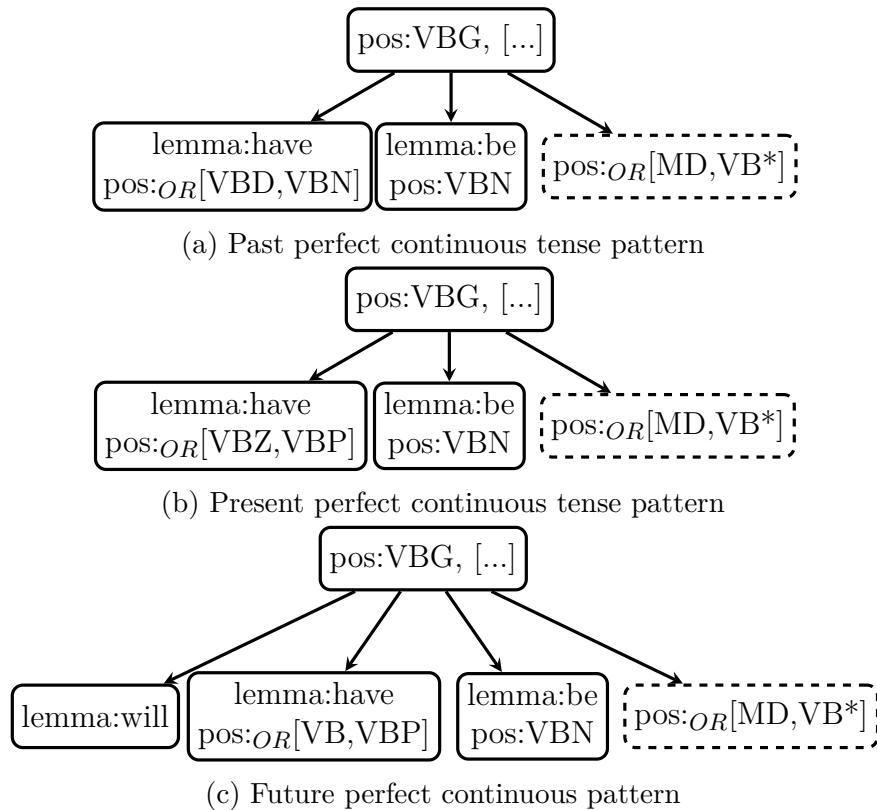 pos:VBG, [...]
lemma:have
pos:OR[VBD,VBN]
lemma:be
pos:VBN
pos:OR[MD,VB*]
(a) Past perfect continuous tense pattern
pos:VBG, [...]
lemma:have
pos:OR[VBZ,VBP]
lemma:be
pos:VBN
pos:OR[MD,VB*]
(b) Present perfect continuous tense pattern
pos:VBG, [...]
lemma:will
lemma:have
pos:OR[VB,VBP]
lemma:be
pos:VBN
pos:OR[MD,VB*]
(c) Future perfect continuous pattern